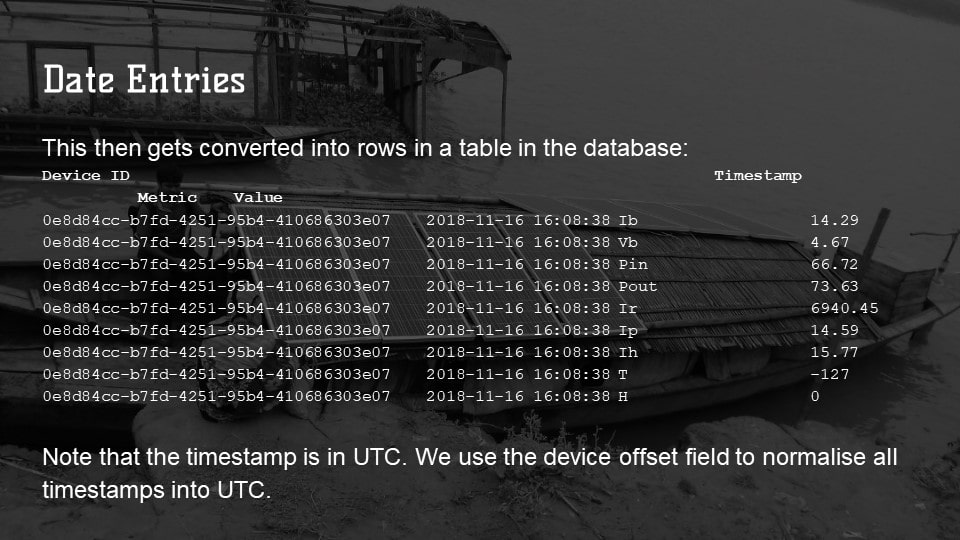 Date Entries
This then gets converted into rows in a table in the database:
Device ID Timestamp
Metric Value
0e8d84cc-b7fd-4251-95b4-410686303e07 2018-11-16 16:08:38 Ib 14.29
0e8d84cc-b7fd-4251-95b4-410686303e07 2018-11-16 16:08:38 Vb 4.67
0e8d84cc-b7fd-4251-95b4-410686303e07 2018-11-16 16:08:38 Pin 66.72
0e8d84cc-b7fd-4251-95b4-410686303e07 2018-11-16 16:08:38 Pout 73.63
0e8d84cc-b7fd-4251-95b4-410686303e07 2018-11-16 16:08:38 Ir 6940.45
0e8d84cc-b7fd-4251-95b4-410686303e07 2018-11-16 16:08:38 Ip 14.59
0e8d84cc-b7fd-4251-95b4-410686303e07 2018-11-16 16:08:38 Ih 15.77
0e8d84cc-b7fd-4251-95b4-410686303e07 2018-11-16 16:08:38 T -127
0e8d84cc-b7fd-4251-95b4-410686303e07 2018-11-16 16:08:38 H 0
Note that the timestamp is in UTC. We use the device offset field to normalise all
timestamps into UTC.